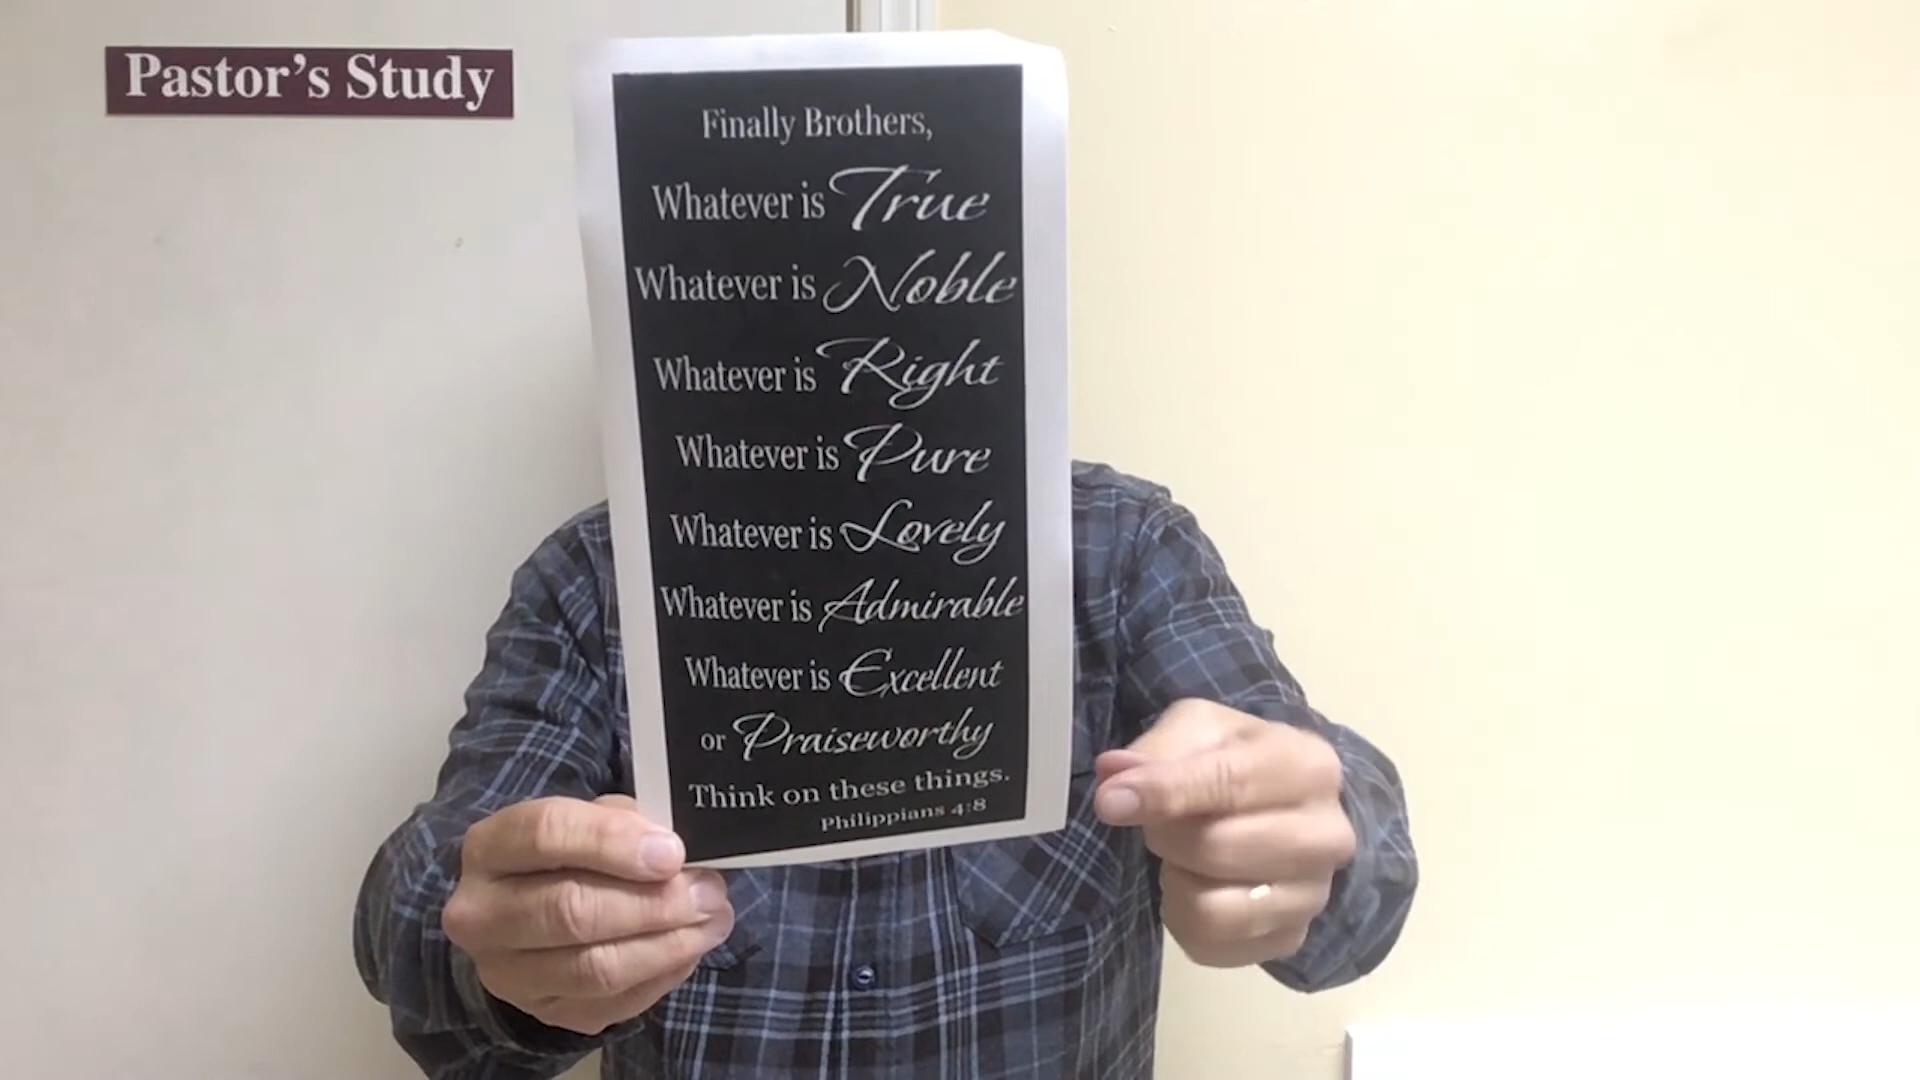 Pastor's Study
Finally Brothers,
Whatever is True
Whatever is Noble
Whatever is Right
Whatever is Pure
Whatever is Lovely
Whatever is Admirable
Whatever is Excellent
or Praiseworthy
Think on these things.
Philippians 4:8